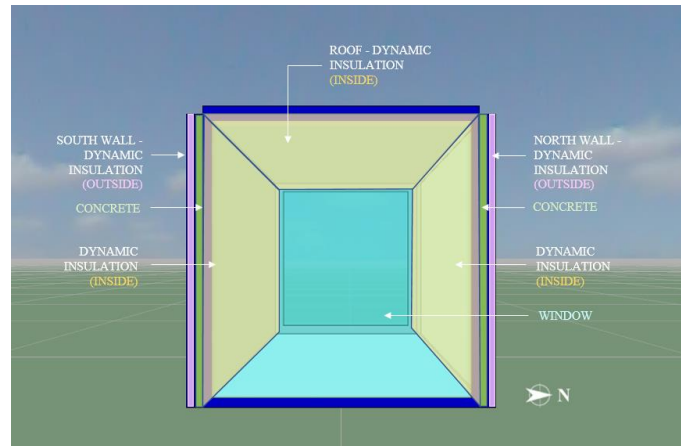 ROOF - DYNAMIC
INSULATION
(INSIDE)
SOUTH WALL -
DYNAMIC
INSULATION
(OUTSIDE)
NORTH WALL -
DYNAMIC
INSULATION
(OUTSIDE)
CONCRETE
CONCRETE
DYNAMIC
INSULATION
(INSIDE)
DYNAMIC
INSULATION
(INSIDE)
WINDOW
N